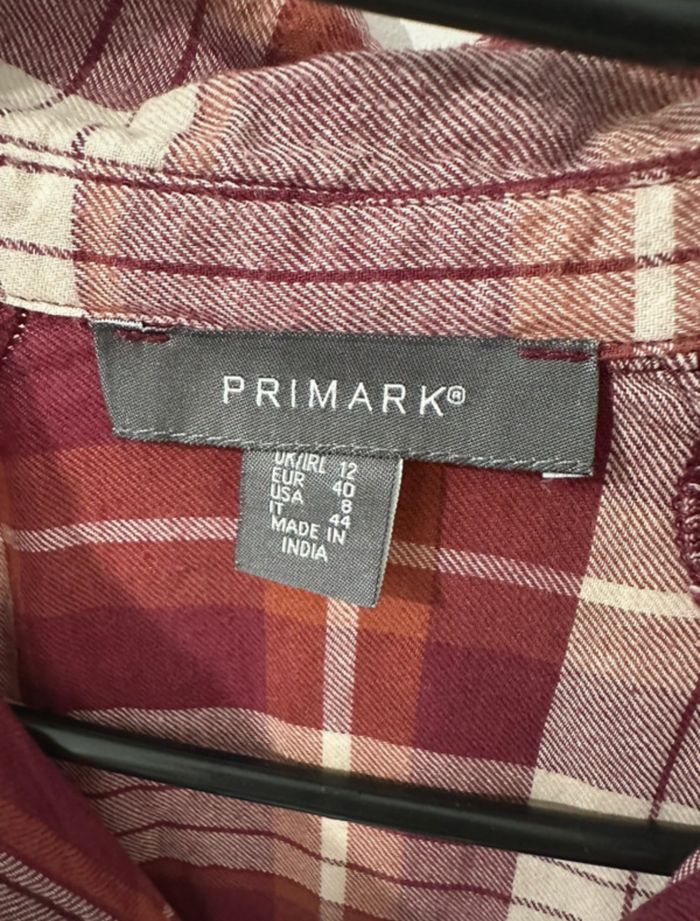 PRIMARK®
UK/IRL 12
EUR 40
USA 8
IT 44
MADE IN
INDIA